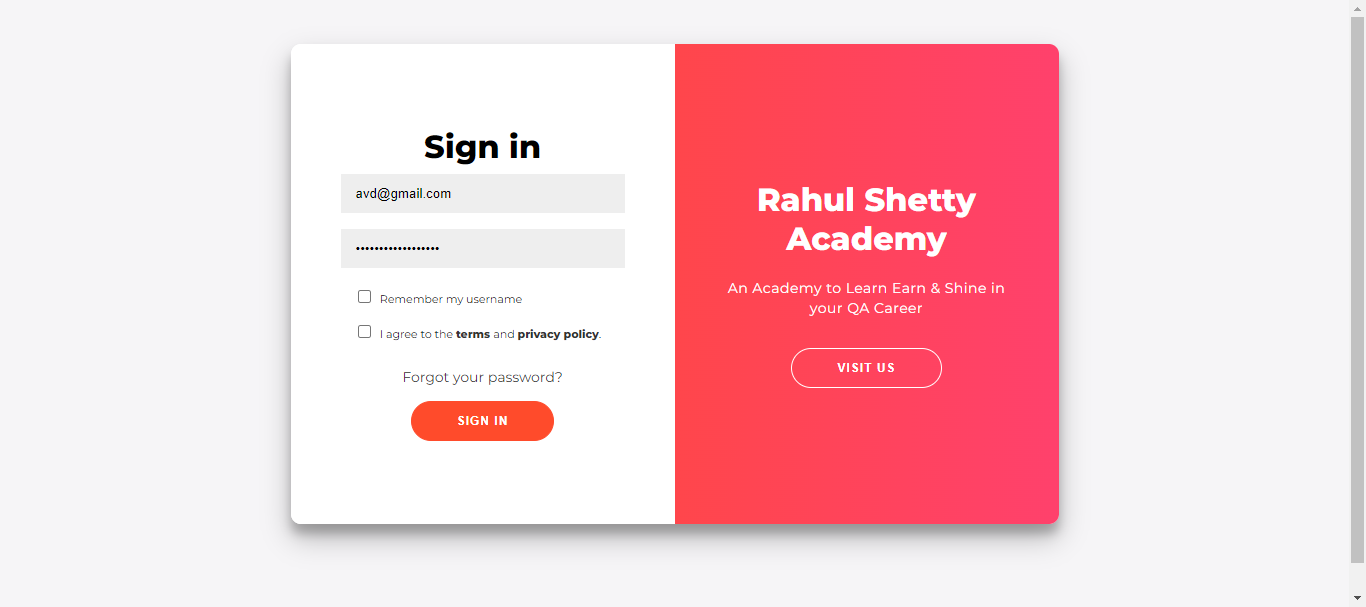 Sign in
avd@gmail.com
••••••••••••••••••
Remember my username
I agree to the terms and privacy policy.
Forgot your password?
SIGN IN
Rahul Shetty
Academy
An Academy to Learn Earn & Shine in
your QA Career
VISIT US